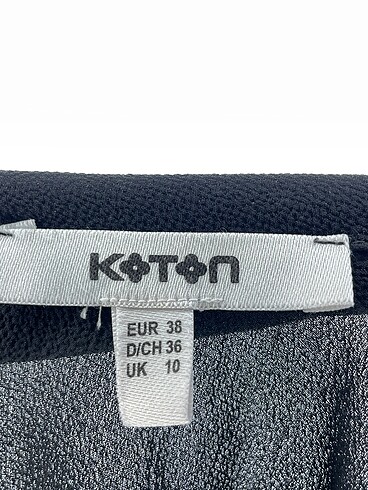 KOTON
EUR 38
D/CH 36
UK 10